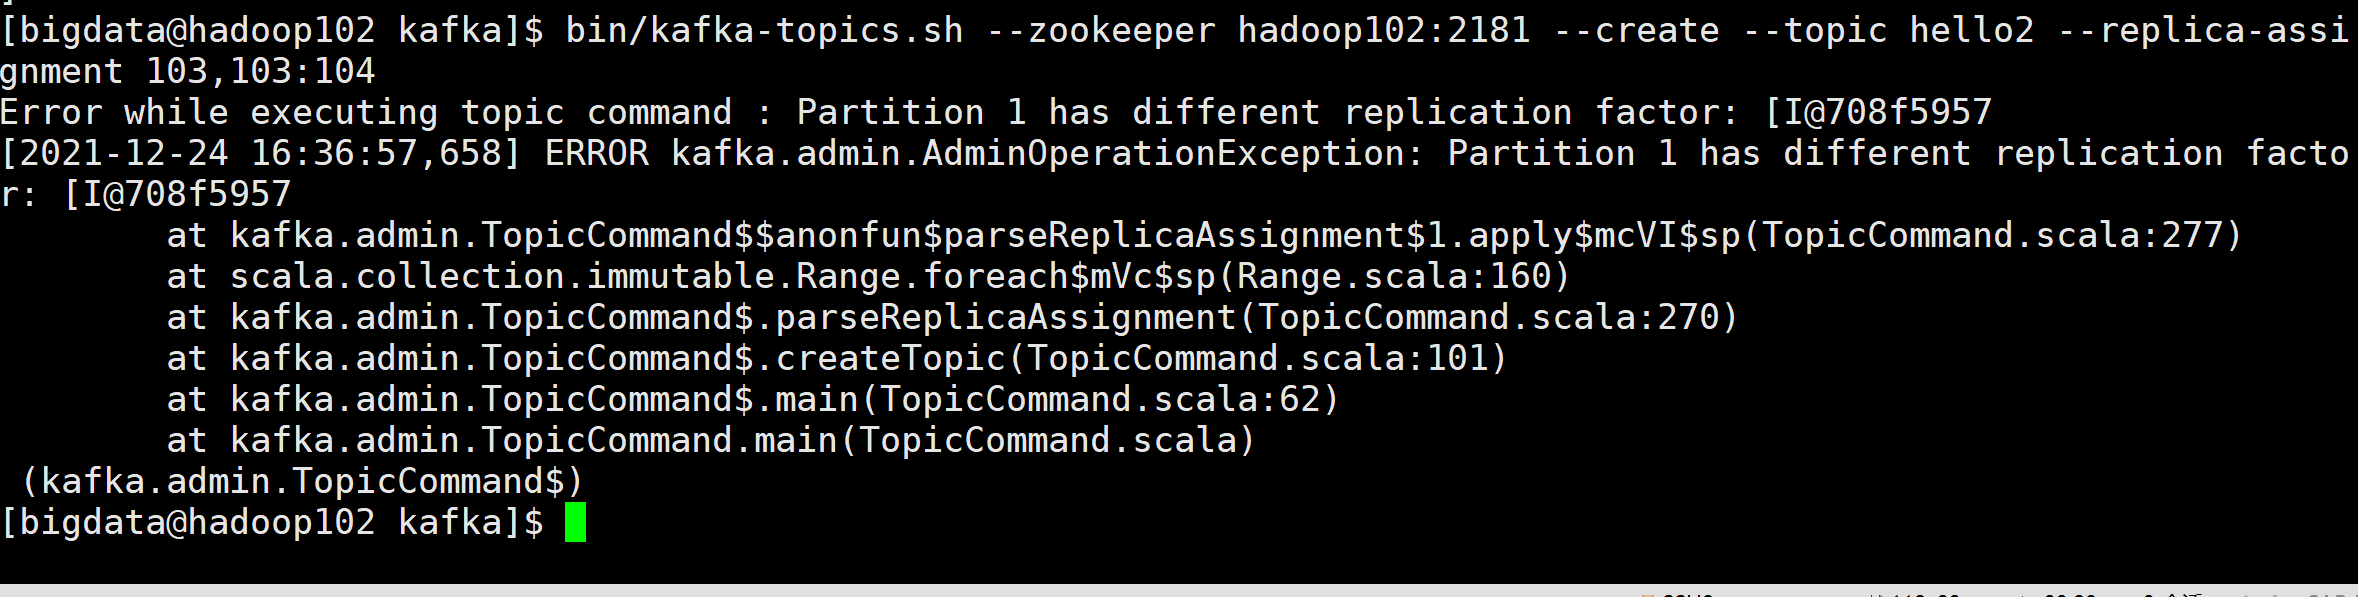 [bigdata@hadoop102 kafka]$ bin/kafka-topics.sh --zookeeper hadoop102:2181 --create --topic hello2 --replica-assi
gnment 103,103:104
Error while executing topic command : Partition 1 has different replication factor: [I@708f5957
[2021-12-24 16:36:57,658] ERROR kafka.admin.AdminOperationException: Partition 1 has different replication facto
r: [I@708f5957
        at kafka.admin.TopicCommand$$anonfun$parseReplicaAssignment$1.apply$mcVI$sp(TopicCommand.scala:277)
        at scala.collection.immutable.Range.foreach$mVc$sp(Range.scala:160)
        at kafka.admin.TopicCommand$.parseReplicaAssignment(TopicCommand.scala:270)
        at kafka.admin.TopicCommand$.createTopic(TopicCommand.scala:101)
        at kafka.admin.TopicCommand$.main(TopicCommand.scala:62)
        at kafka.admin.TopicCommand.main(TopicCommand.scala)
 (kafka.admin.TopicCommand$)
[bigdata@hadoop102 kafka]$